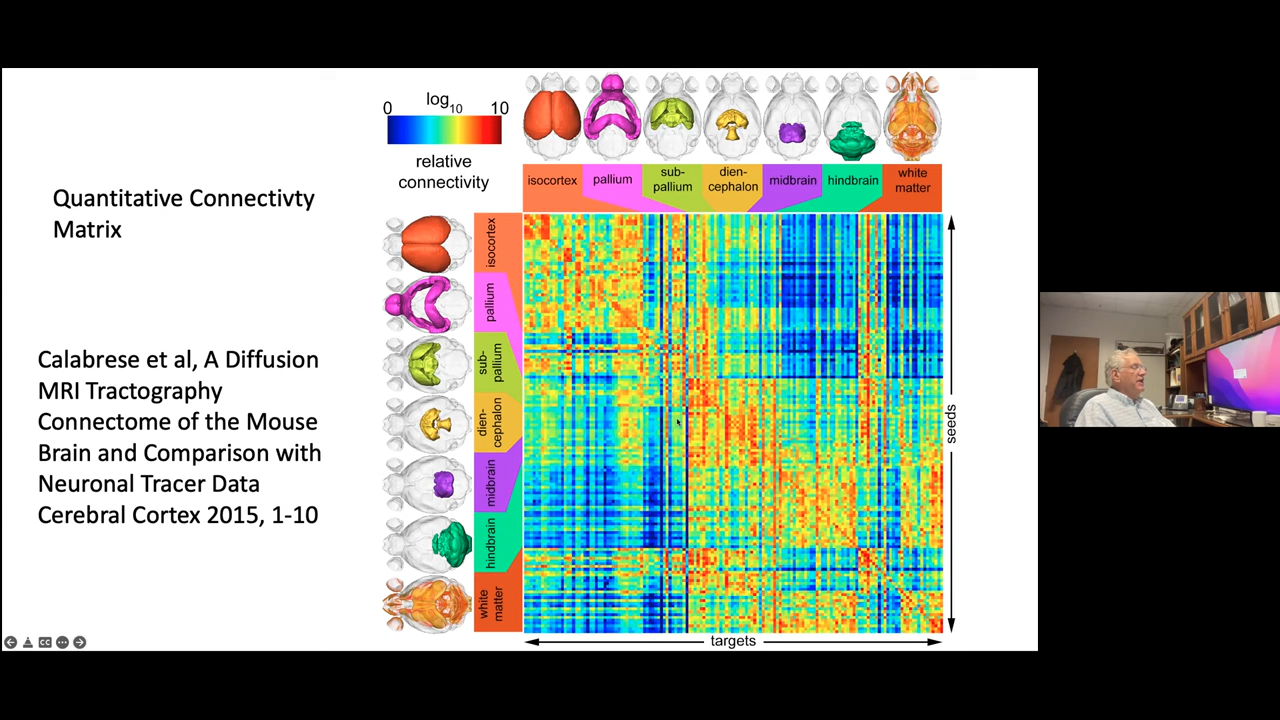 Quantitative Connectivty
Matrix
Calabrese et al, A Diffusion
MRI Tractography
Connectome of the Mouse
Brain and Comparison with
Neuronal Tracer Data
Cerebral Cortex 2015, 1-10
0 log10 10
relative
connectivity
isocortex
pallium
sub-
pallium
dien-
cephalon
midbrain
hindbrain
white
matter
isocortex
pallium
sub-
pallium
dien-
cephalon
midbrain
hindbrain
white
matter
seeds
targets
CC